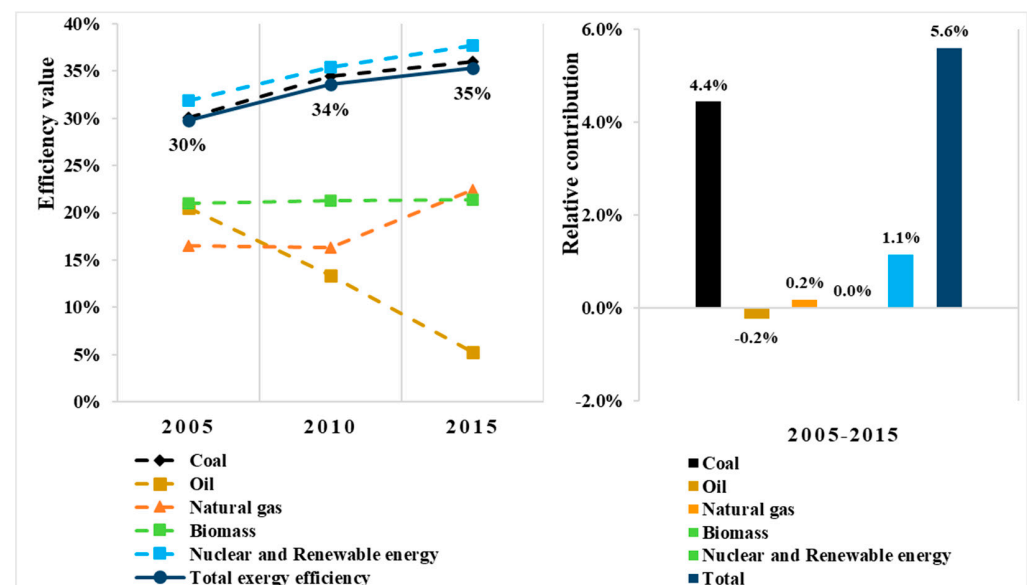 40%
35%
30%
25%
20%
15%
10%
5%
0%
Efficiency value
30%
34%
35%
2005
2010
2015
Coal
Oil
Natural gas
Biomass
Nuclear and Renewable energy
Total exergy efficiency
6.0%
4.0%
2.0%
0.0%
-2.0%
Relative contribution
4.4%
-0.2%
0.2%
0.0%
1.1%
5.6%
2005-2015
Coal
Oil
Natural gas
Biomass
Nuclear and Renewable energy
Total